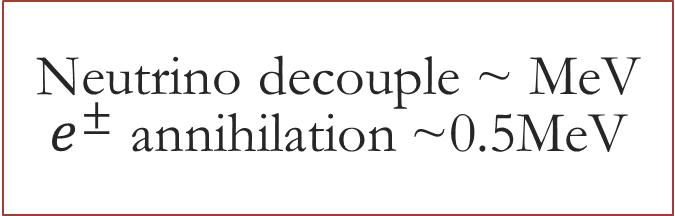 Neutrino decouple ~ MeV
e± annihilation ~0.5MeV